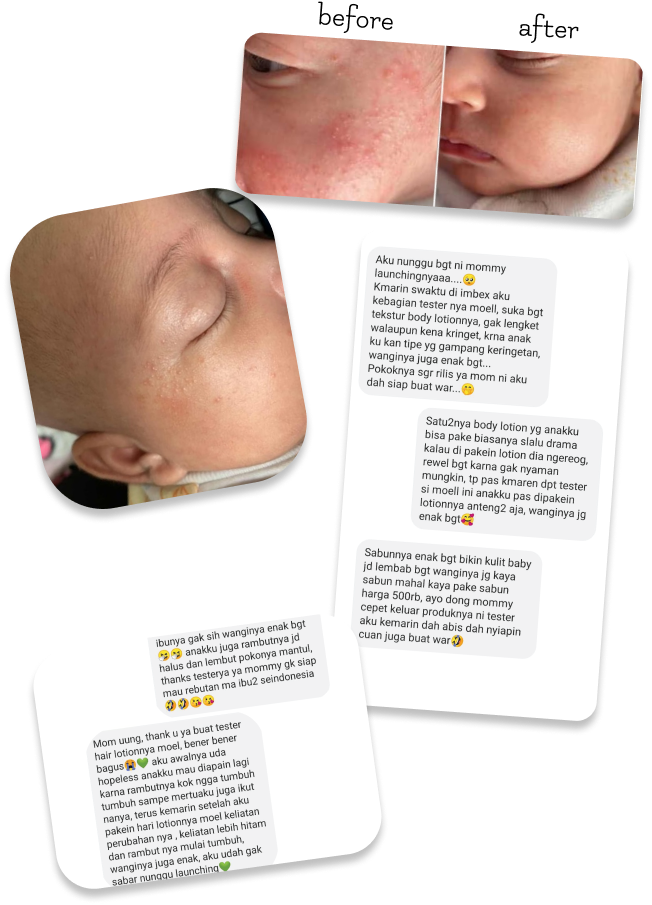 before
after
Aku nunggu bgt ni mommy
launchingnyaaa....🥺
Kmarin swaktu di imbex aku
kebagian tester nya moell, suka bgt
tekstur body lotionnya, gak lengket
walaupun kena kringet, krna anak
ku kan tipe yg gampang keringetan,
wanginya juga enak bgt...
Pokoknya sgr rilis ya mom ni aku
dah siap buat war...🤭
Satu2nya body lotion yg anakku
bisa pake biasanya slalu drama
kalau di pakein lotion dia ngereog,
rewel bgt karna gak nyaman
mungkin, tp pas kmaren dpt tester
si moell ini anakku pas dipakein
lotionnya anteng2 aja, wanginya jg
enak bgt🥰
Sabunnya enak bgt bikin kulit baby
jd lembab bgt wanginya jg kaya
sabun mahal kaya pake sabun
harga 500rb, ayo dong mommy
cepet keluar produknya ni tester
aku kemarin dah abis dah nyiapin
cuan juga buat war🤣
ibunya gak sih wanginya enak bgt
🤧🤧 anakku juga rambutnya jd
halus dan lembut pokonya mantul,
thanks testerya ya mommy gk siap
mau rebutan ma ibu2 seindonesia
🤣🤣😘😘
Mom uung, thank u ya buat tester
hair lotionnya moel, bener bener
bagus😭💚 aku awalnya uda
hopeless anakku mau diapain lagi
karna rambutnya kok ngga tumbuh
tumbuh sampe mertuaku juga ikut
nanya, terus kemarin setelah aku
pakein hari lotionnya moel keliatan
perubahan nya , keliatan lebih hitam
dan rambut nya mulai tumbuh,
wanginya juga enak, aku udah gak
sabar nunggu launching💚